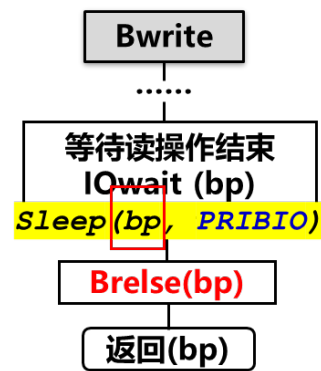 Bwrite
......
等待读操作结束
IOwait (bp)
Sleep(bp, PRIBIO)
Brelse(bp)
返回(bp)